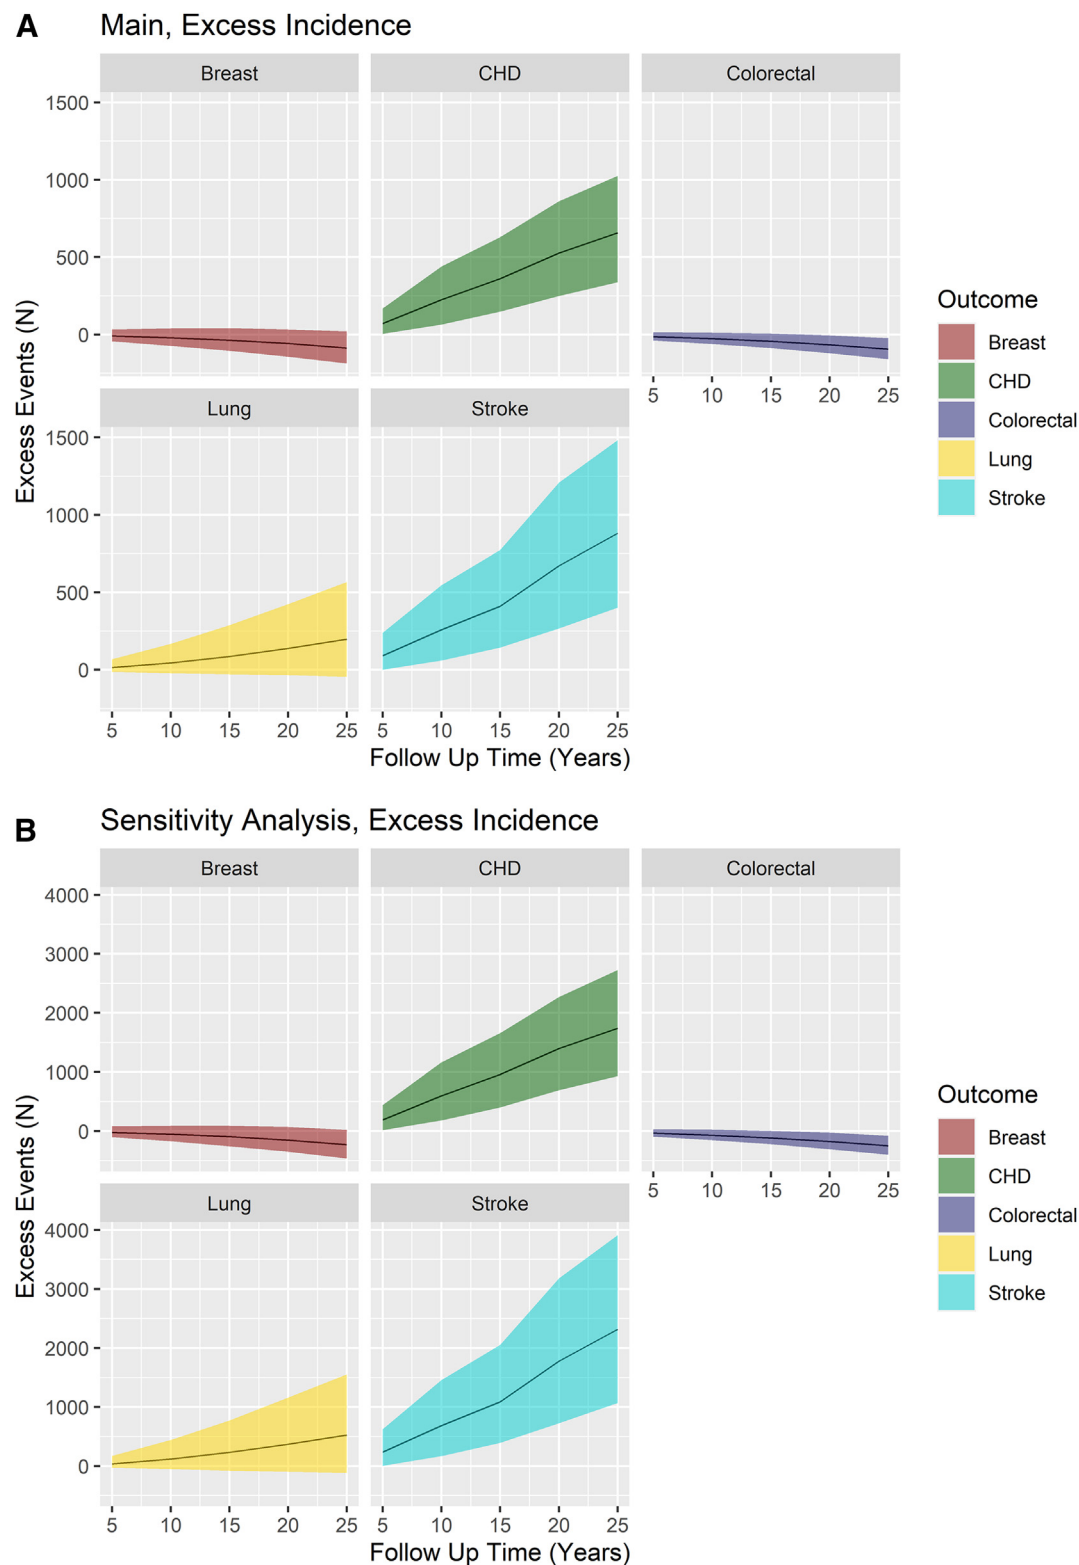 A Main, Excess Incidence
Breast CHD Colorectal
1500
1000
500
0
5 10 15 20 25
Lung Stroke
1500
1000
500
0
5 10 15 20 25 5 10 15 20 25
Follow Up Time (Years)
Excess Events (N)
Outcome
Breast
CHD
Colorectal
Lung
Stroke
B Sensitivity Analysis, Excess Incidence
Breast CHD Colorectal
4000
3000
2000
1000
0
5 10 15 20 25
Lung Stroke
4000
3000
2000
1000
0
5 10 15 20 25 5 10 15 20 25
Follow Up Time (Years)
Excess Events (N)
Outcome
Breast
CHD
Colorectal
Lung
Stroke